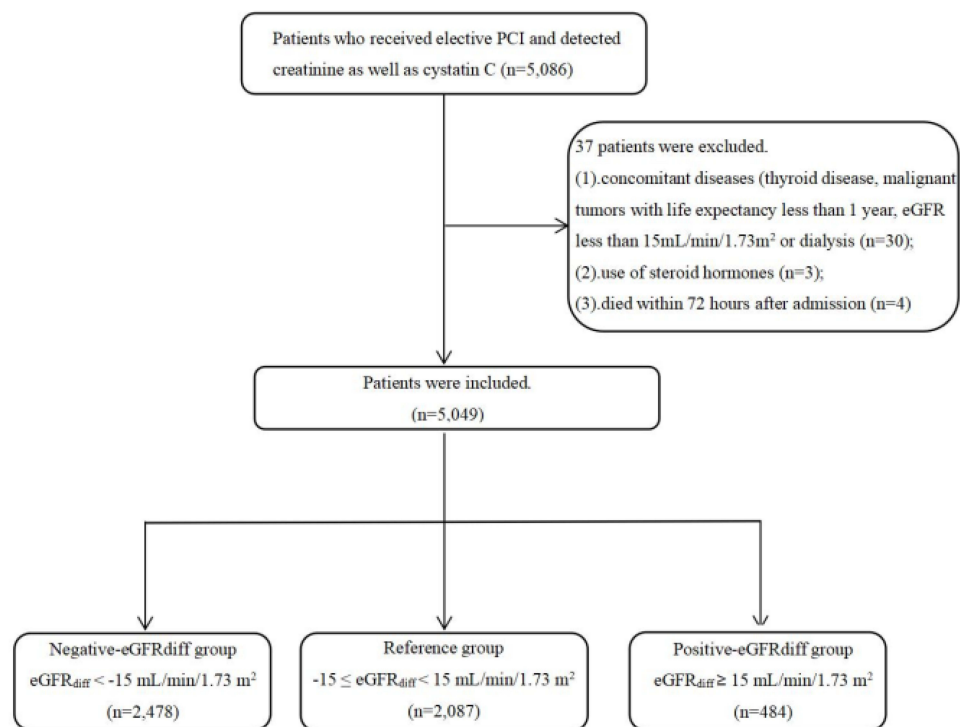 Patients who received elective PCI and detected
creatinine as well as cystatin C (n=5,086)
37 patients were excluded.
(1).concomitant diseases (thyroid disease, malignant
tumors with life expectancy less than 1 year, eGFR
less than 15mL/min/1.73m² or dialysis (n=30);
(2).use of steroid hormones (n=3);
(3).died within 72 hours after admission (n=4)
Patients were included.
(n=5,049)
Negative-eGFRdiff group
eGFRdiff < -15 mL/min/1.73 m²
(n=2,478)
Reference group
-15 ≤ eGFRdiff < 15 mL/min/1.73 m²
(n=2,087)
Positive-eGFRdiff group
eGFRdiff ≥ 15 mL/min/1.73 m²
(n=484)